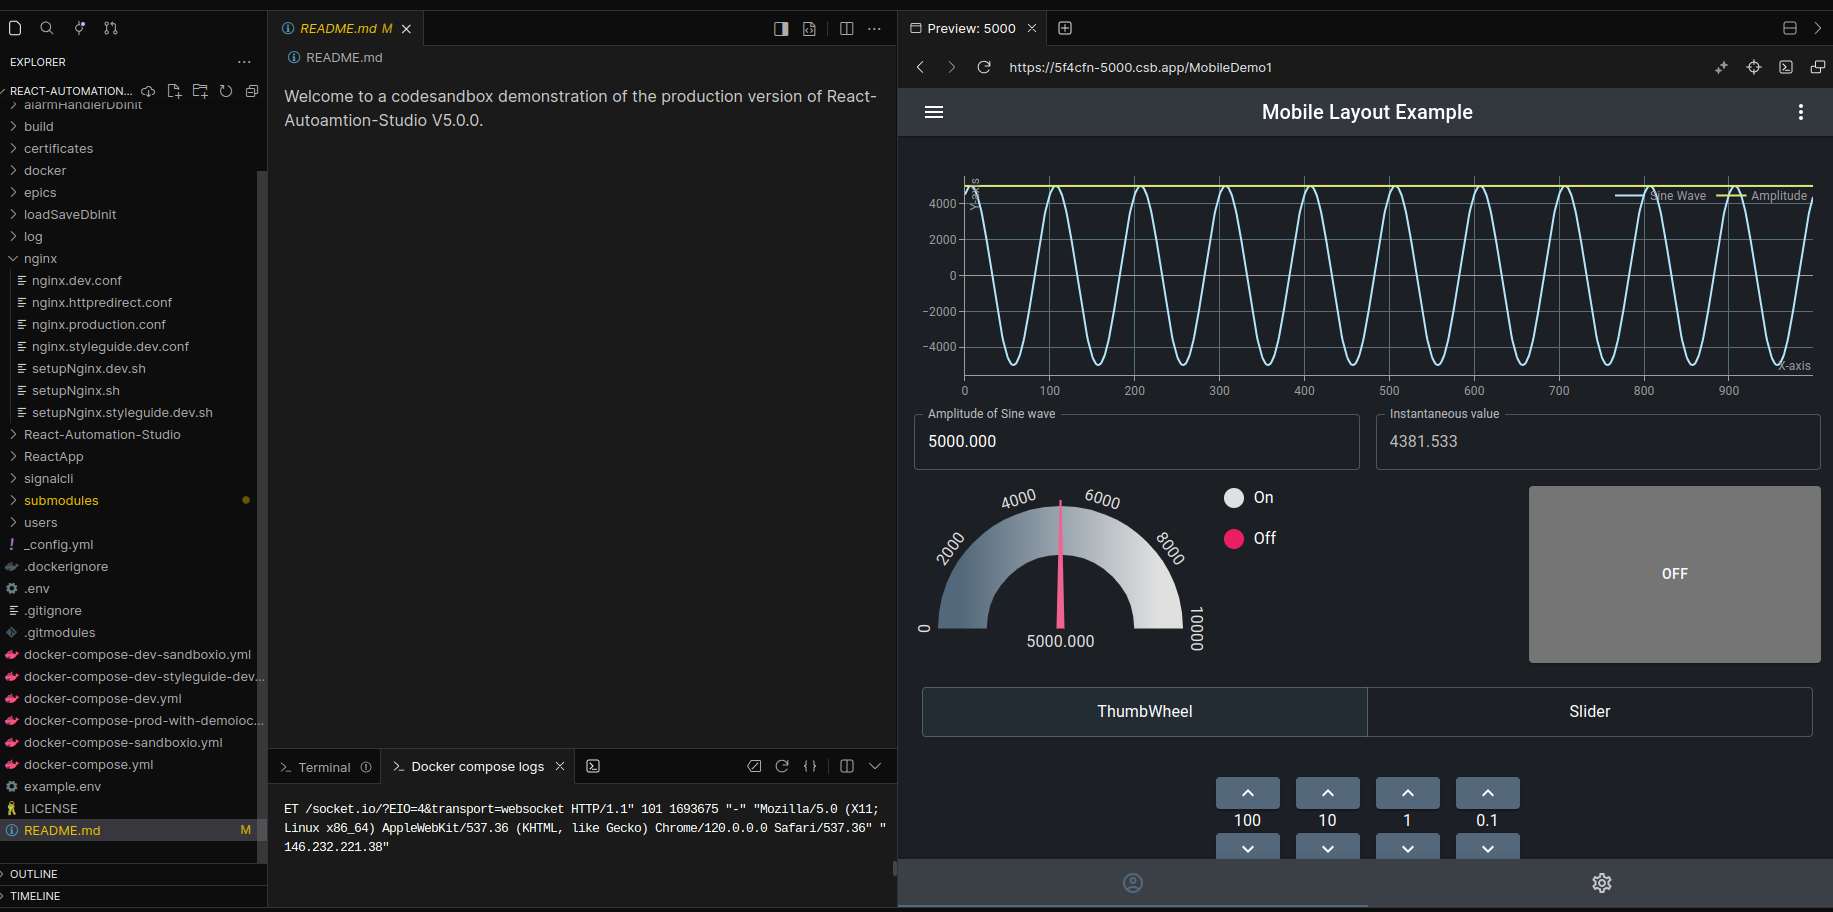 EXPLORER
REACT-AUTOMATION...
alarmHandlerDbInit
build
certificates
docker
epics
loadSaveDbInit
log
nginx
nginx.dev.conf
nginx.httpredirect.conf
nginx.production.conf
nginx.styleguide.dev.conf
setupNginx.dev.sh
setupNginx.sh
setupNginx.styleguide.dev.sh
React-Automation-Studio
ReactApp
signalcli
submodules
users
_config.yml
.dockerignore
.env
.gitignore
.gitmodules
docker-compose-dev-sandboxio.yml
docker-compose-dev-styleguide-dev...
docker-compose-dev.yml
docker-compose-prod-with-demoioc...
docker-compose-sandboxio.yml
docker-compose.yml
example.env
LICENSE
README.md M
OUTLINE
TIMELINE
README.md M
README.md
Welcome to a codesandbox demonstration of the production version of React-
Autoamtion-Studio V5.0.0.
Terminal
Docker compose logs
ET /socket.io/?EIO=4&transport=websocket HTTP/1.1" 101 1693675 "-" "Mozilla/5.0 (X11;
Linux x86_64) AppleWebKit/537.36 (KHTML, like Gecko) Chrome/120.0.0.0 Safari/537.36" "
146.232.221.38"
Preview: 5000
https://5f4cfn-5000.csb.app/MobileDemo1
Mobile Layout Example
Y-axis
Sine Wave
Amplitude
4000
2000
0
−2000
−4000
X-axis
0 100 200 300 400 500 600 700 800 900
Amplitude of Sine wave
5000.000
Instantaneous value
4381.533
0
2000
4000
6000
8000
10000
5000.000
On
Off
OFF
ThumbWheel
Slider
100 10 1 0.1